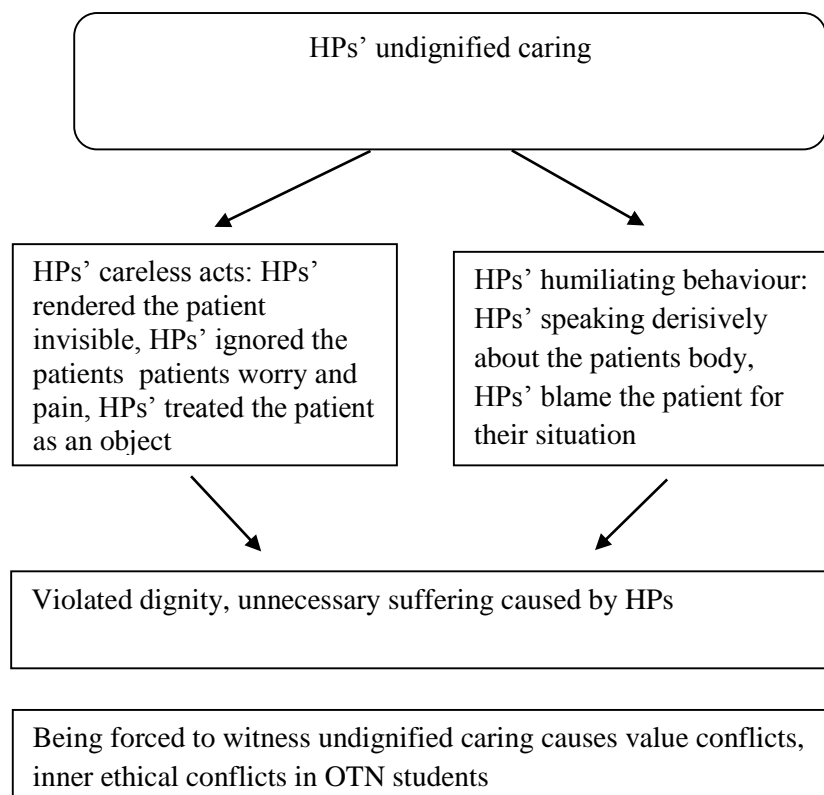 HPs’ undignified caring
HPs’ careless acts: HPs’
rendered the patient
invisible, HPs’ ignored the
patients  patients worry and
pain, HPs’ treated the patient
as an object
HPs’ humiliating behaviour:
HPs’ speaking derisively
about the patients body,
HPs’ blame the patient for
their situation
Violated dignity, unnecessary suffering caused by HPs
Being forced to witness undignified caring causes value conflicts,
inner ethical conflicts in OTN students